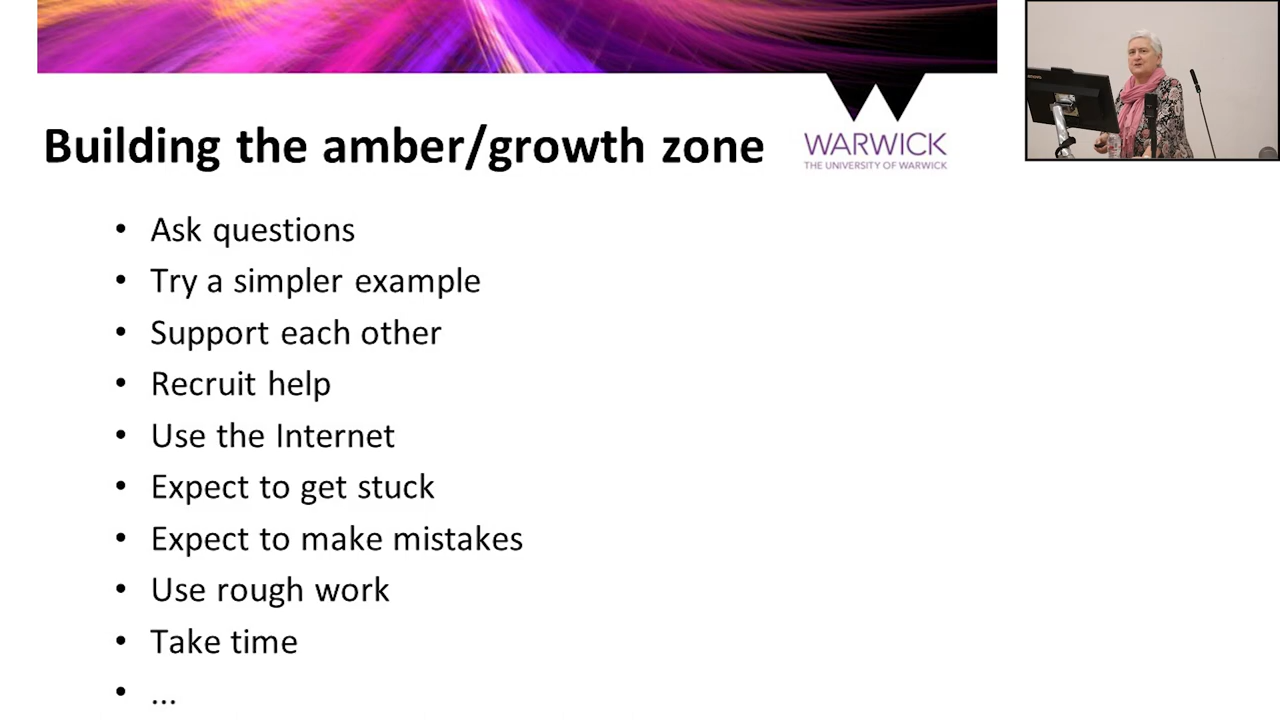 Building the amber/growth zone
WARWICK
THE UNIVERSITY OF WARWICK
• Ask questions
• Try a simpler example
• Support each other
• Recruit help
• Use the Internet
• Expect to get stuck
• Expect to make mistakes
• Use rough work
• Take time
• ...